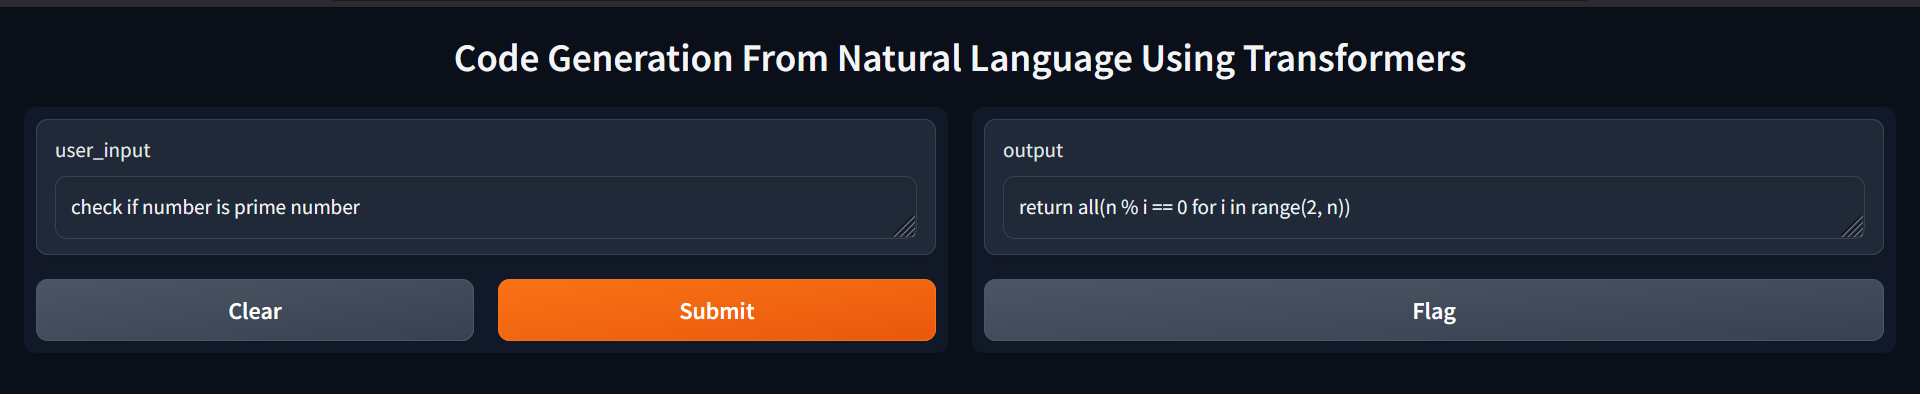 Code Generation From Natural Language Using Transformers
user_input
check if number is prime number
Clear
Submit
output
return all(n % i == 0 for i in range(2, n))
Flag